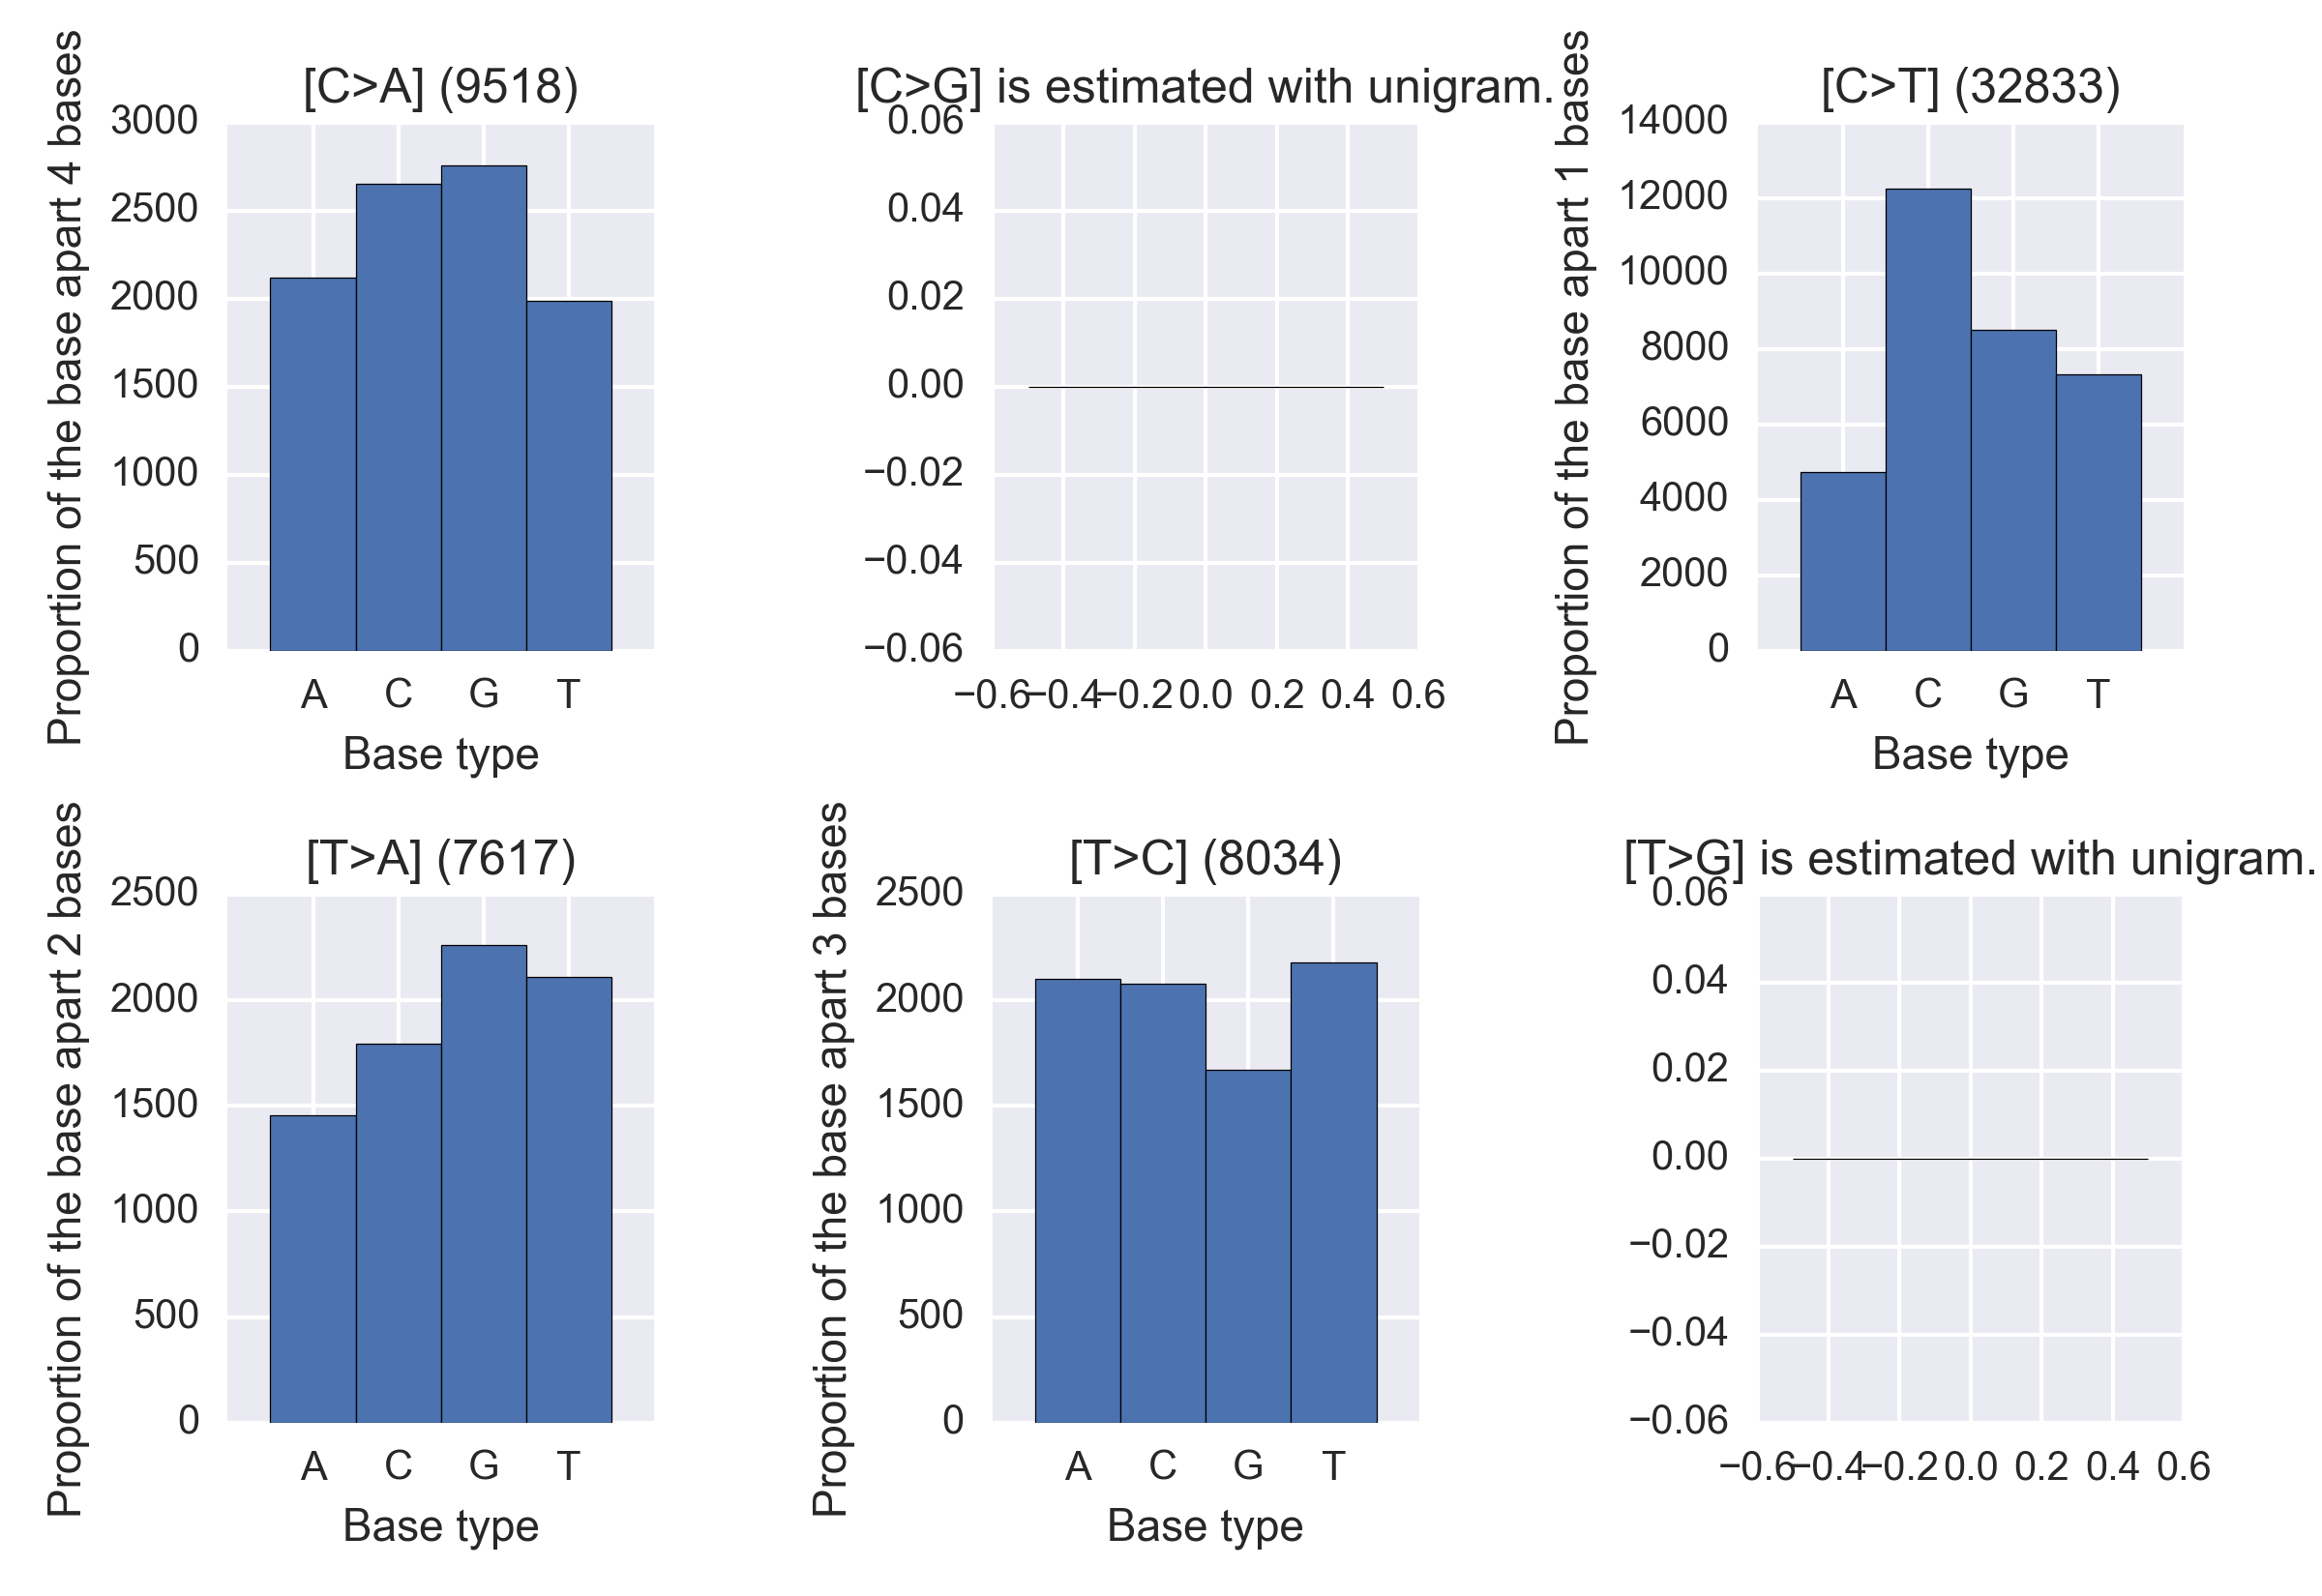 [C>A] (9518)
Proportion of the base apart 4 bases
3000
2500
2000
1500
1000
500
0
A C G T
Base type
[C>G] is estimated with unigram.
0.06
0.04
0.02
0.00
−0.02
−0.04
−0.06
−0.6 −0.4 −0.2 0.0 0.2 0.4 0.6
[C>T] (32833)
Proportion of the base apart 1 bases
14000
12000
10000
8000
6000
4000
2000
0
A C G T
Base type
[T>A] (7617)
Proportion of the base apart 2 bases
2500
2000
1500
1000
500
0
A C G T
Base type
[T>C] (8034)
Proportion of the base apart 3 bases
2500
2000
1500
1000
500
0
A C G T
Base type
[T>G] is estimated with unigram.
0.06
0.04
0.02
0.00
−0.02
−0.04
−0.06
−0.6 −0.4 −0.2 0.0 0.2 0.4 0.6